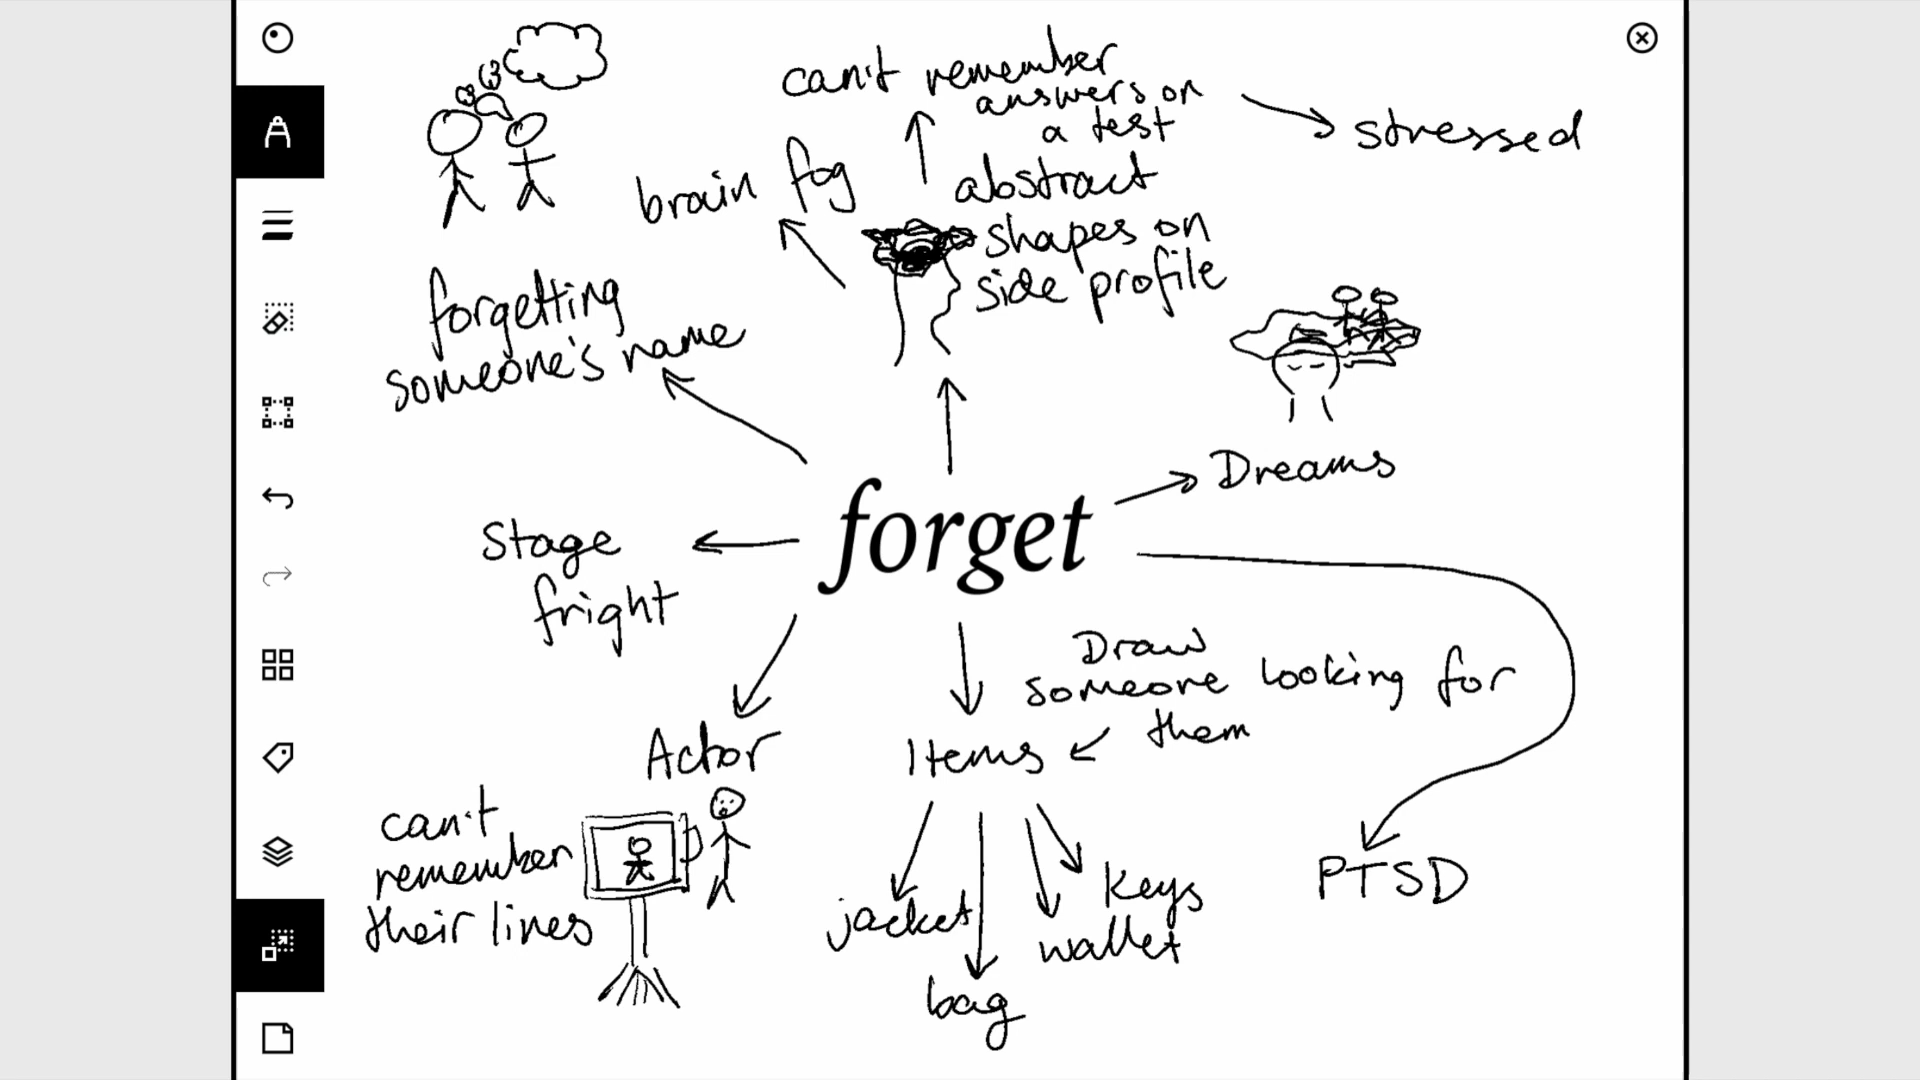 can't remember
answers on
a test
stressed
brain fog
abstract
shapes on
side profile
forgetting
someone's name
Dreams
forget
Stage
fright
Draw
someone looking for
them
Items
Actor
can't
remember
their lines
jacket
bag
wallet
keys
PTSD